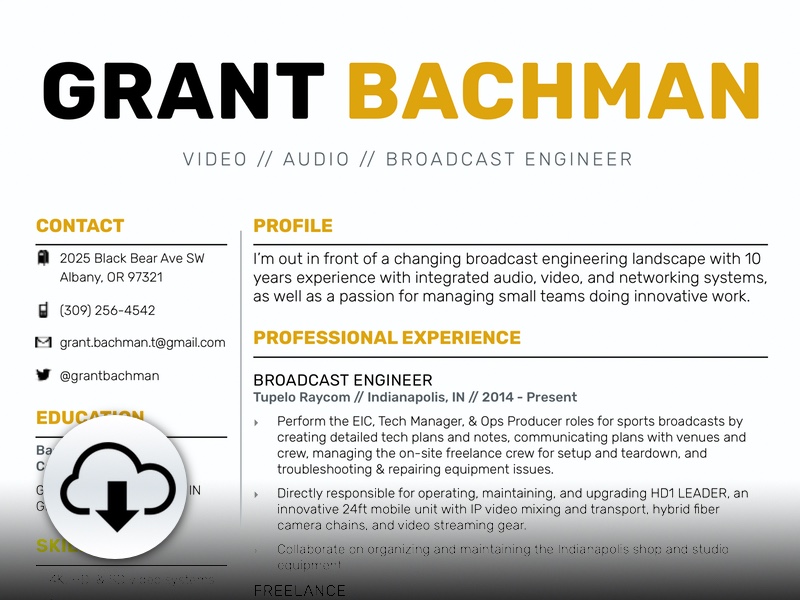 GRANT BACHMAN
VIDEO // AUDIO // BROADCAST ENGINEER
CONTACT
2025 Black Bear Ave SW
Albany, OR 97321
(309) 256-4542
grant.bachman.t@gmail.com
@grantbachman
EDUCATION
Ba
C
G
IN
G
SKI
4K, HD, & SD video systems
PROFILE
I'm out in front of a changing broadcast engineering landscape with 10
years experience with integrated audio, video, and networking systems,
as well as a passion for managing small teams doing innovative work.
PROFESSIONAL EXPERIENCE
BROADCAST ENGINEER
Tupelo Raycom // Indianapolis, IN // 2014 - Present
Perform the EIC, Tech Manager, & Ops Producer roles for sports broadcasts by
creating detailed tech plans and notes, communicating plans with venues and
crew, managing the on-site freelance crew for setup and teardown, and
troubleshooting & repairing equipment issues.
Directly responsible for operating, maintaining, and upgrading HD1 LEADER, an
innovative 24ft mobile unit with IP video mixing and transport, hybrid fiber
camera chains, and video streaming gear.
Collaborate on organizing and maintaining the Indianapolis shop and studio
equipment
FREELANCE